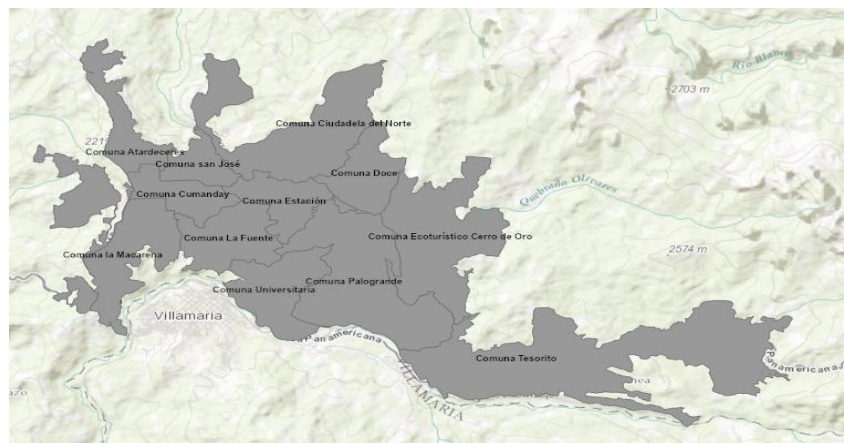 Río Blanco
2703 m
Comuna Ciudadela del Norte
Comuna Atardeceres
Comuna san José
Comuna Doce
Quebrada Olivares
Comuna Cumanday
Comuna Estación
Comuna La Fuente
Comuna Ecoturístico Cerro de Oro
2574 m
Comuna la Macarena
Comuna Universitaria
Comuna Palogrande
Villamaria
Panamericana
Comuna Tesorito
Panamericana
VILLAMARIA